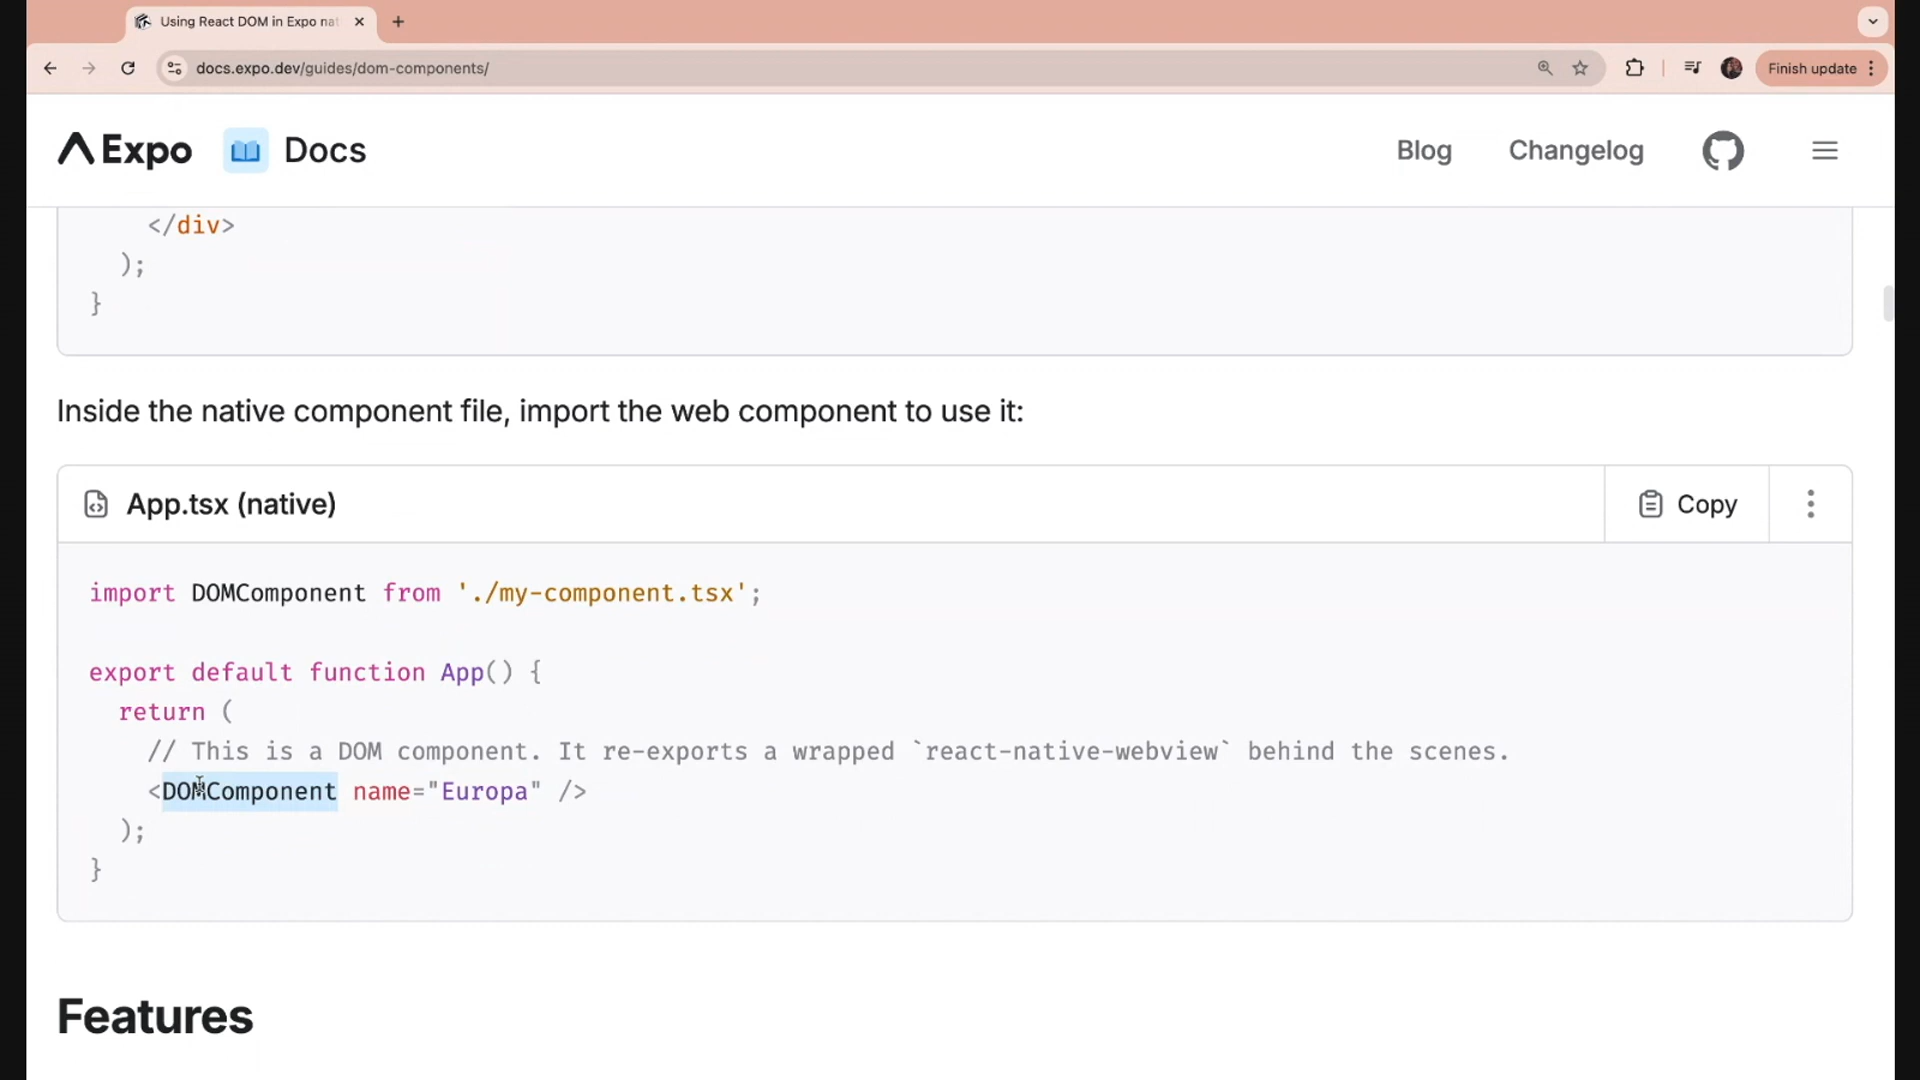 Using React DOM in Expo nat
docs.expo.dev/guides/dom-components/
Finish update
Expo
Docs
Blog
Changelog
</div>
);
}
Inside the native component file, import the web component to use it:
App.tsx (native)
Copy
import DOMComponent from './my-component.tsx';
export default function App() {
return (
// This is a DOM component. It re-exports a wrapped `react-native-webview` behind the scenes.
<DOMComponent name="Europa" />
);
}
Features